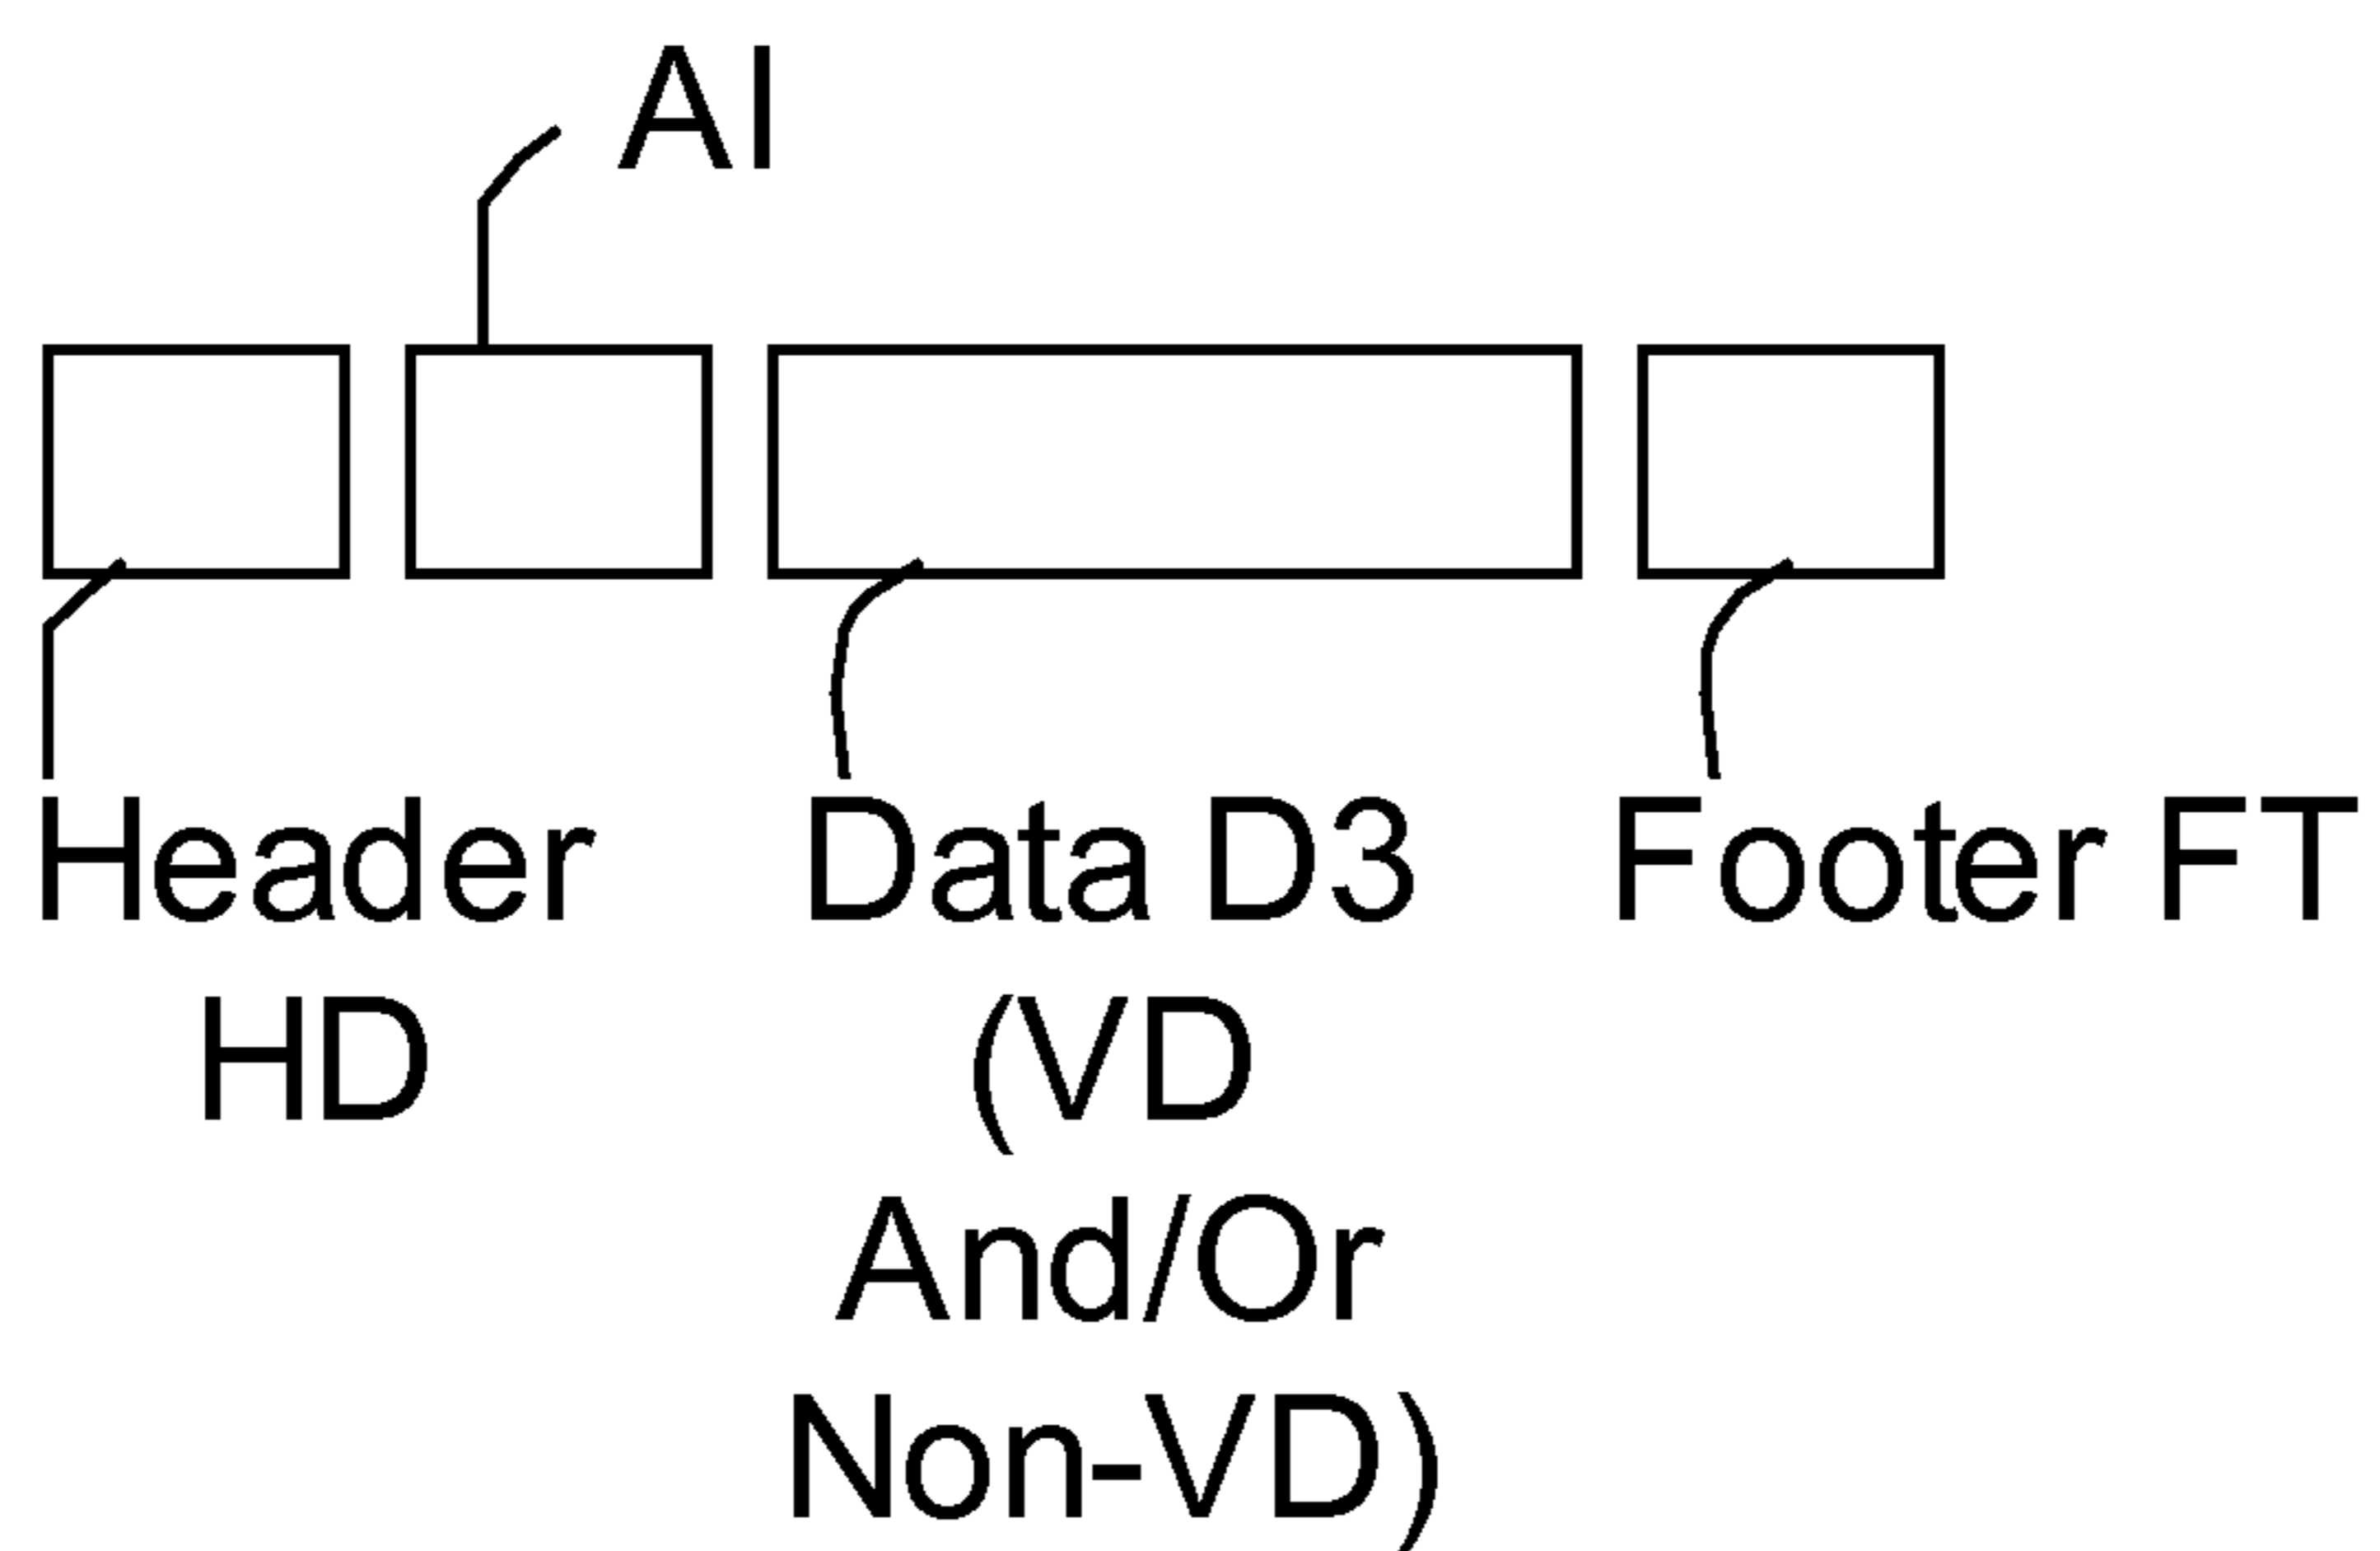 AI
Header
HD
Data D3
(VD
And/Or
Non-VD)
Footer FT